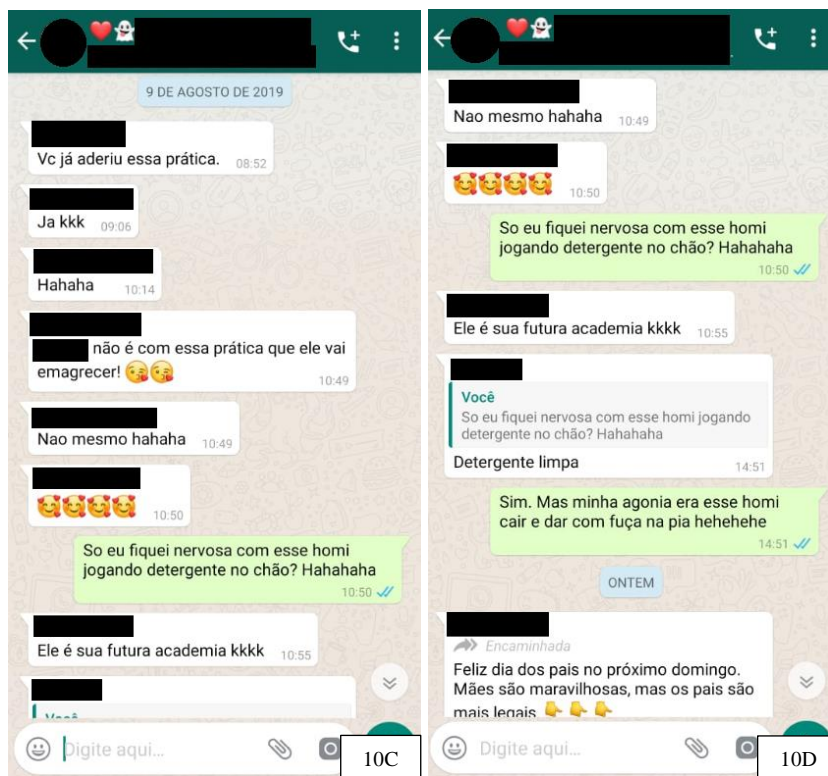 9 DE AGOSTO DE 2019
Vc já aderiu essa prática. 08:52
Ja kkk 09:06
Hahaha 10:14
não é com essa prática que ele vai
emagrecer! 😘😘 10:49
Nao mesmo hahaha 10:49
🥰🥰🥰🥰 10:50
So eu fiquei nervosa com esse homi
jogando detergente no chão? Hahahaha
10:50
Ele é sua futura academia kkkk 10:55
Digite aqui...
10C
Nao mesmo hahaha 10:49
🥰🥰🥰🥰 10:50
So eu fiquei nervosa com esse homi
jogando detergente no chão? Hahahaha
10:50
Ele é sua futura academia kkkk 10:55
Você
So eu fiquei nervosa com esse homi jogando
detergente no chão? Hahahaha
Detergente limpa 14:51
Sim. Mas minha agonia era esse homi
cair e dar com fuça na pia hehehehe
14:51
ONTEM
Encaminhada
Feliz dia dos pais no próximo domingo.
Mães são maravilhosas, mas os pais são
mais legais 👇👇👇
Digite aqui...
10D